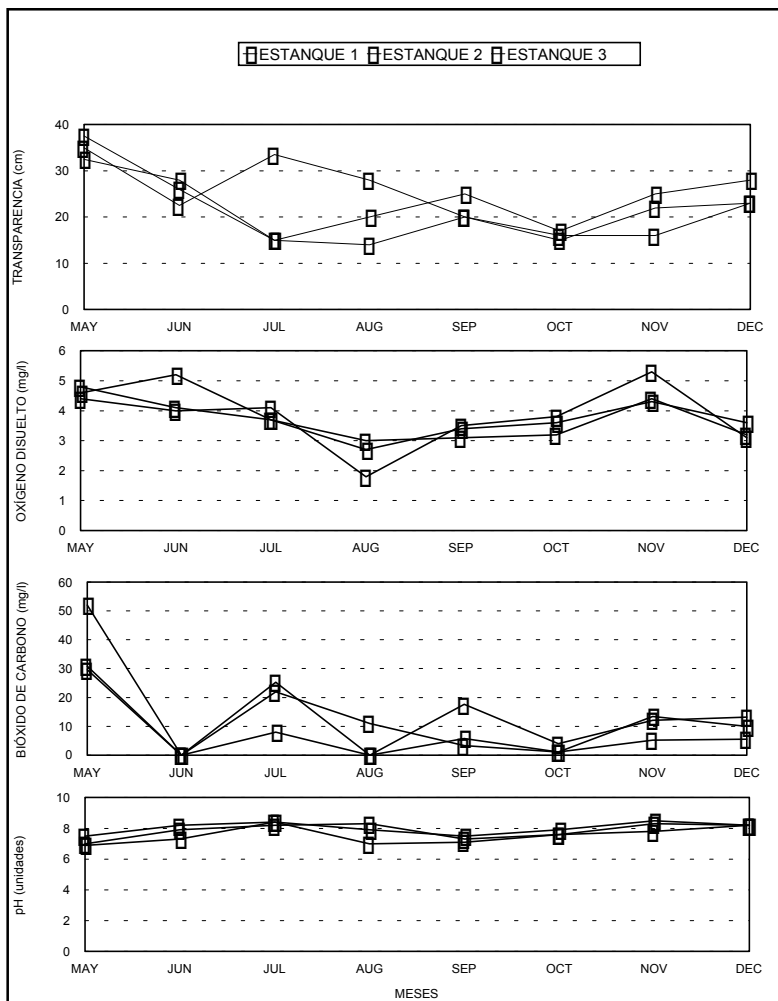 ESTANQUE 1 ESTANQUE 2 ESTANQUE 3
TRANSPARENCIA (cm)
40
30
20
10
0
MAY JUN JUL AUG SEP OCT NOV DEC
OXÍGENO DISUELTO (mg/l)
6
5
4
3
2
1
0
MAY JUN JUL AUG SEP OCT NOV DEC
BIÓXIDO DE CARBONO (mg/l)
60
50
40
30
20
10
0
MAY JUN JUL AUG SEP OCT NOV DEC
pH (unidades)
10
8
6
4
2
0
MAY JUN JUL AUG SEP OCT NOV DEC
MESES